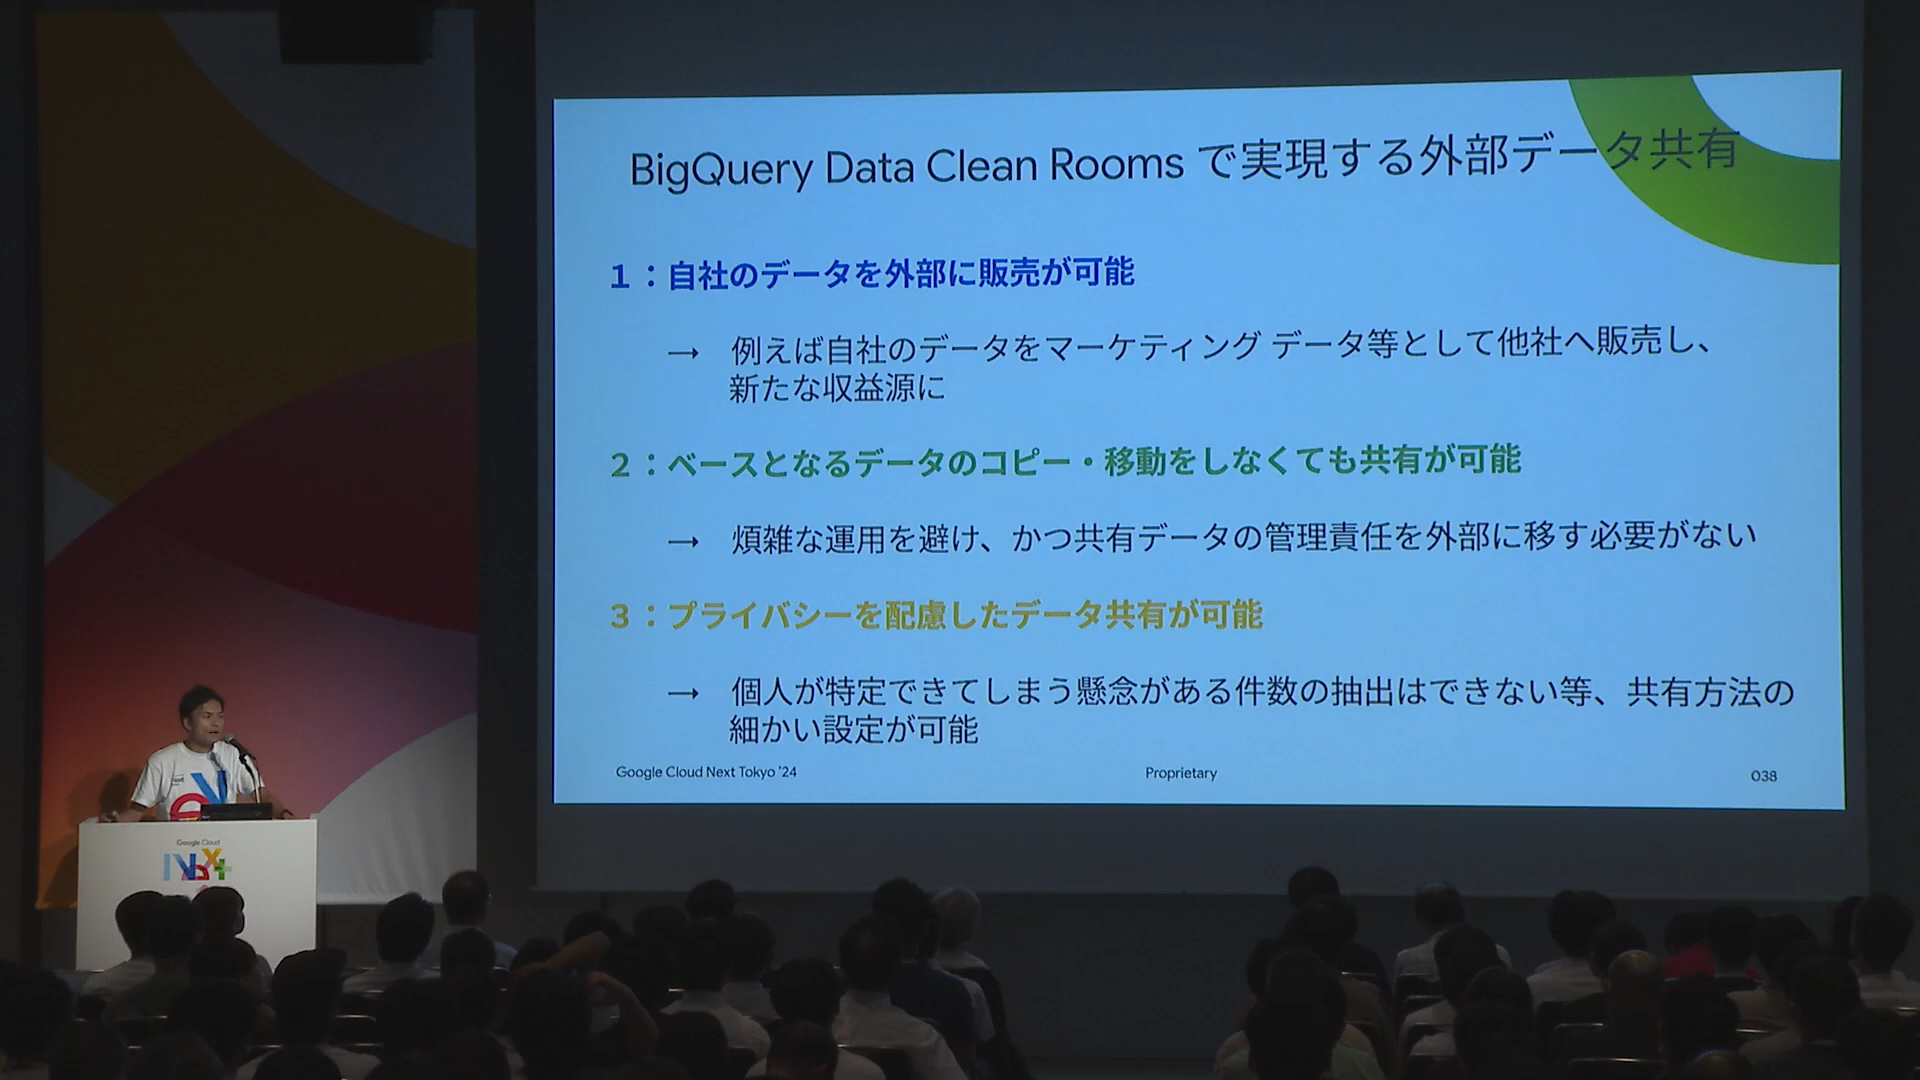 BigQuery Data Clean Rooms で実現する外部データ共有
1：自社のデータを外部に販売が可能
→ 例えば自社のデータをマーケティング データ等として他社へ販売し、
新たな収益源に
2：ベースとなるデータのコピー・移動をしなくても共有が可能
→ 煩雑な運用を避け、かつ共有データの管理責任を外部に移す必要がない
3：プライバシーを配慮したデータ共有が可能
→ 個人が特定できてしまう懸念がある件数の抽出はできない等、共有方法の
細かい設定が可能
Google Cloud Next Tokyo '24
Proprietary
038
Google Cloud
Next